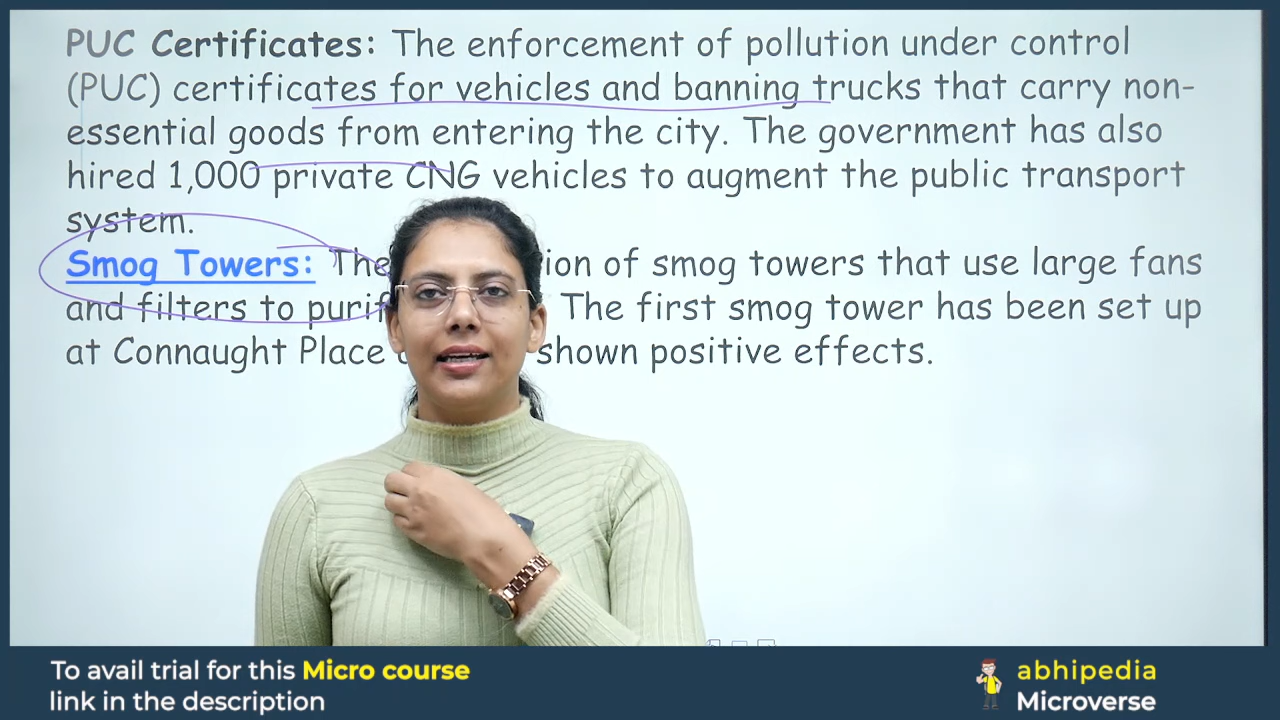 PUC Certificates: The enforcement of pollution under control
(PUC) certificates for vehicles and banning trucks that carry non-
essential goods from entering the city. The government has also
hired 1,000 private CNG vehicles to augment the public transport
system.
Smog Towers: The ion of smog towers that use large fans
and filters to purif The first smog tower has been set up
at Connaught Place shown positive effects.
To avail trial for this Micro course
link in the description
abhipedia
Microverse